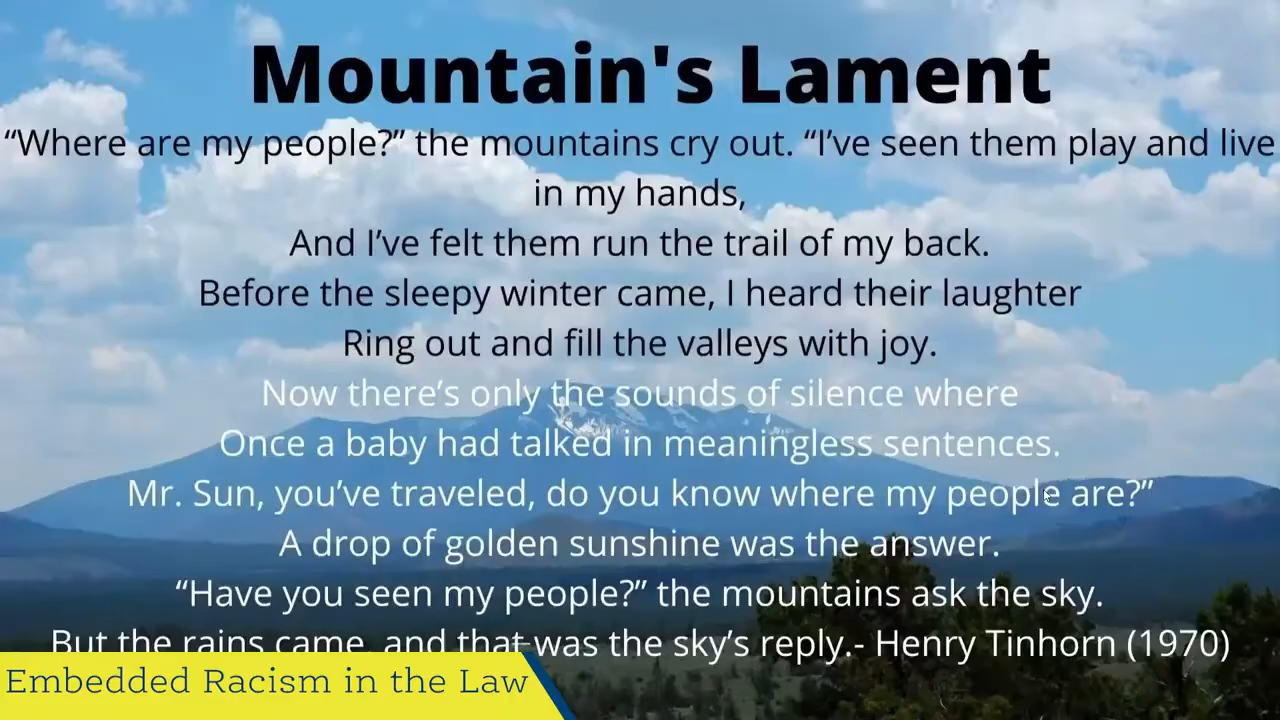 Mountain's Lament
“Where are my people?” the mountains cry out. “I’ve seen them play and live
in my hands,
And I’ve felt them run the trail of my back.
Before the sleepy winter came, I heard their laughter
Ring out and fill the valleys with joy.
Now there’s only the sounds of silence where
Once a baby had talked in meaningless sentences.
Mr. Sun, you’ve traveled, do you know where my people are?”
A drop of golden sunshine was the answer.
“Have you seen my people?” the mountains ask the sky.
But the rains came, and that was the sky’s reply.- Henry Tinhorn (1970)
Embedded Racism in the Law